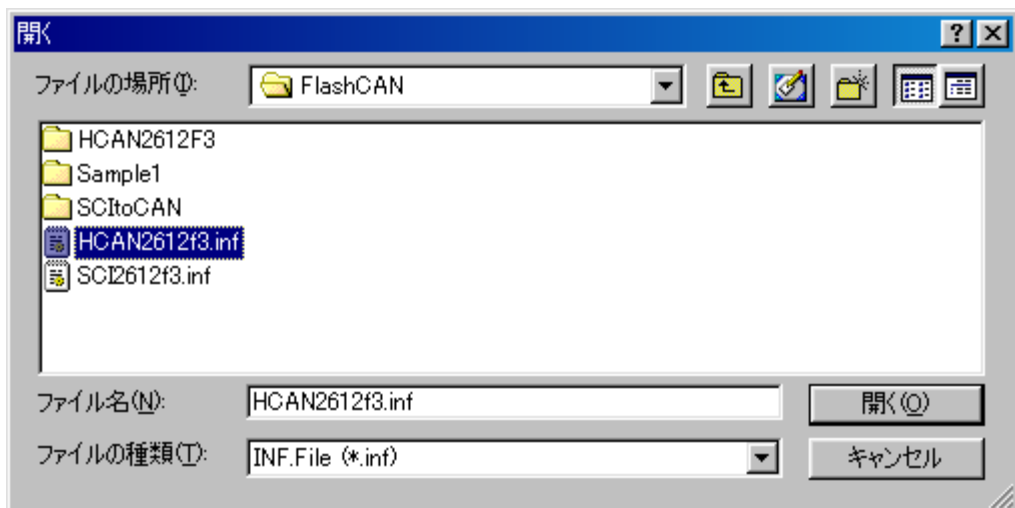 開く
ファイルの場所(I): FlashCAN
HCAN2612F3
Sample1
SCItoCAN
HCAN2612f3.inf
SCI2612f3.inf
ファイル名(N): HCAN2612f3.inf 開く(O)
ファイルの種類(T): INF.File (*.inf) キャンセル